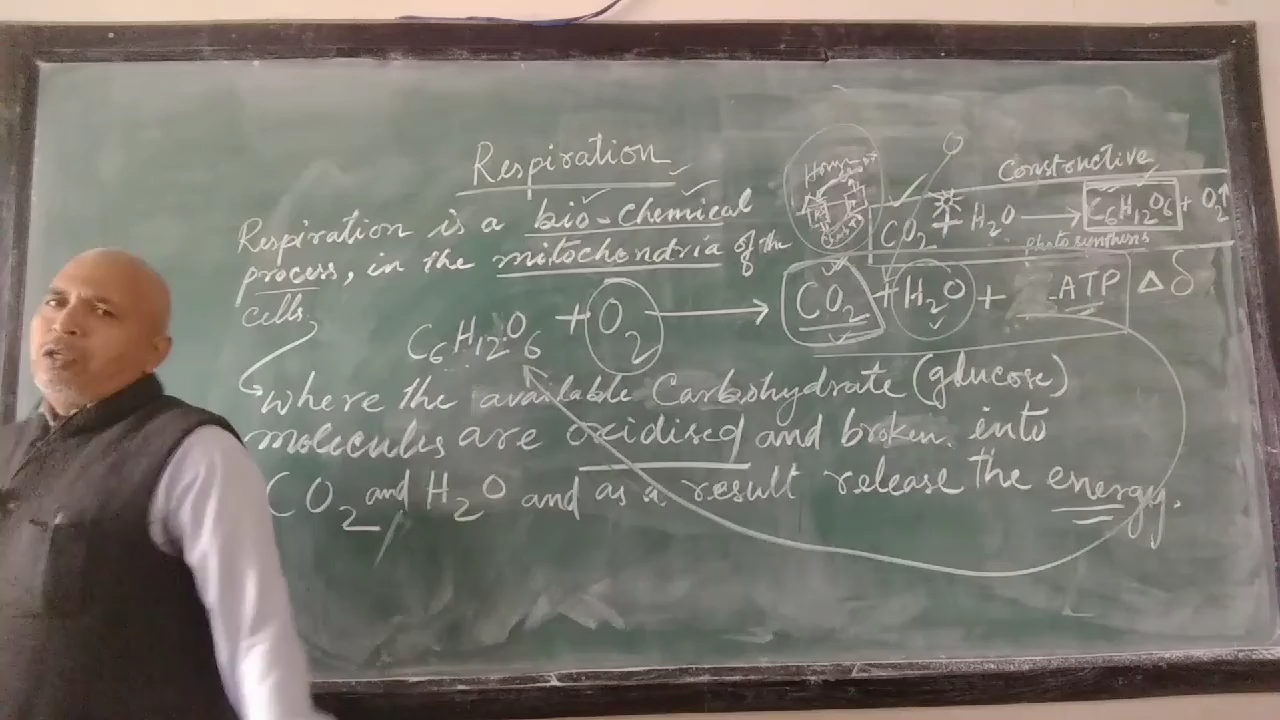 Respiration
Constructive
CO2 + H2O → C6H12O6 + O2↑
photosynthesis
Respiration is a bio-chemical
process, in the mitochondria of the
cells.
C6H12O6 + O2 → CO2 + H2O + ATP Δ δ
where the available Carbohydrate (glucose)
molecules are oxidised and broken into
CO2 and H2O and as a result release the energy.